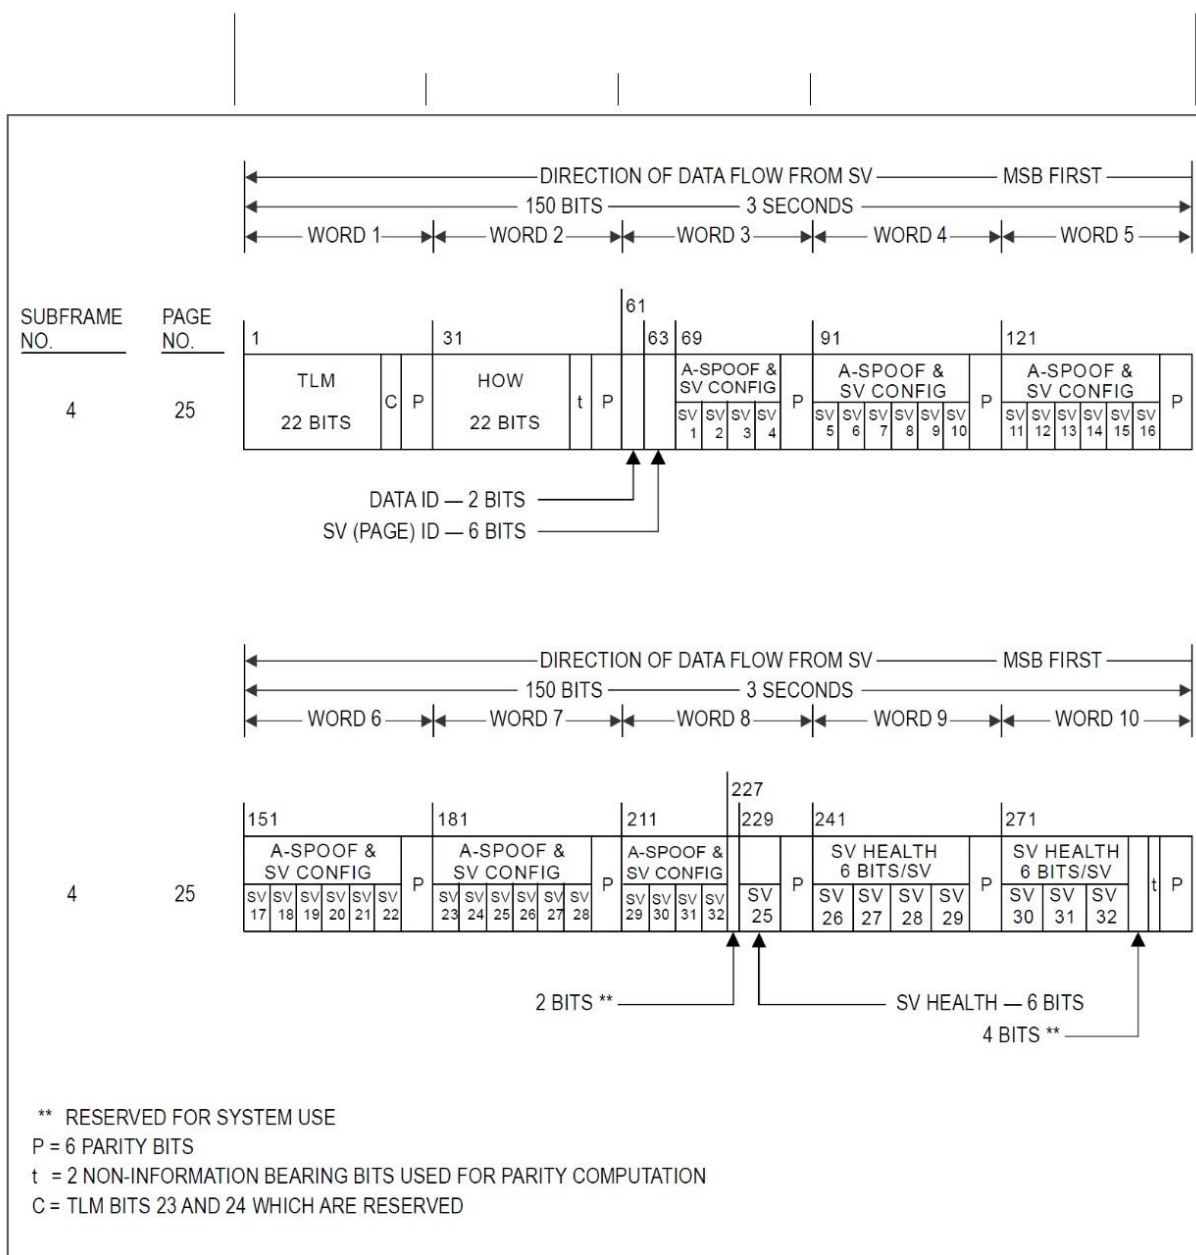 DIRECTION OF DATA FLOW FROM SV MSB FIRST
150 BITS 3 SECONDS
WORD 1 WORD 2 WORD 3 WORD 4 WORD 5
SUBFRAME NO. PAGE NO.
61
1 31 63 69 91 121
4 25
TLM 22 BITS C P
HOW 22 BITS t P
A-SPOOF & SV CONFIG
SV 1 SV 2 SV 3 SV 4 P
A-SPOOF & SV CONFIG
SV 5 SV 6 SV 7 SV 8 SV 9 SV 10 P
A-SPOOF & SV CONFIG
SV 11 SV 12 SV 13 SV 14 SV 15 SV 16 P
DATA ID — 2 BITS
SV (PAGE) ID — 6 BITS
DIRECTION OF DATA FLOW FROM SV MSB FIRST
150 BITS 3 SECONDS
WORD 6 WORD 7 WORD 8 WORD 9 WORD 10
227
151 181 211 229 241 271
4 25
A-SPOOF & SV CONFIG
SV 17 SV 18 SV 19 SV 20 SV 21 SV 22 P
A-SPOOF & SV CONFIG
SV 23 SV 24 SV 25 SV 26 SV 27 SV 28 P
A-SPOOF & SV CONFIG
SV 29 SV 30 SV 31 SV 32
SV 25 P
SV HEALTH 6 BITS/SV
SV 26 SV 27 SV 28 SV 29 P
SV HEALTH 6 BITS/SV
SV 30 SV 31 SV 32 t P
2 BITS ** SV HEALTH — 6 BITS
4 BITS **
** RESERVED FOR SYSTEM USE
P = 6 PARITY BITS
t = 2 NON-INFORMATION BEARING BITS USED FOR PARITY COMPUTATION
C = TLM BITS 23 AND 24 WHICH ARE RESERVED